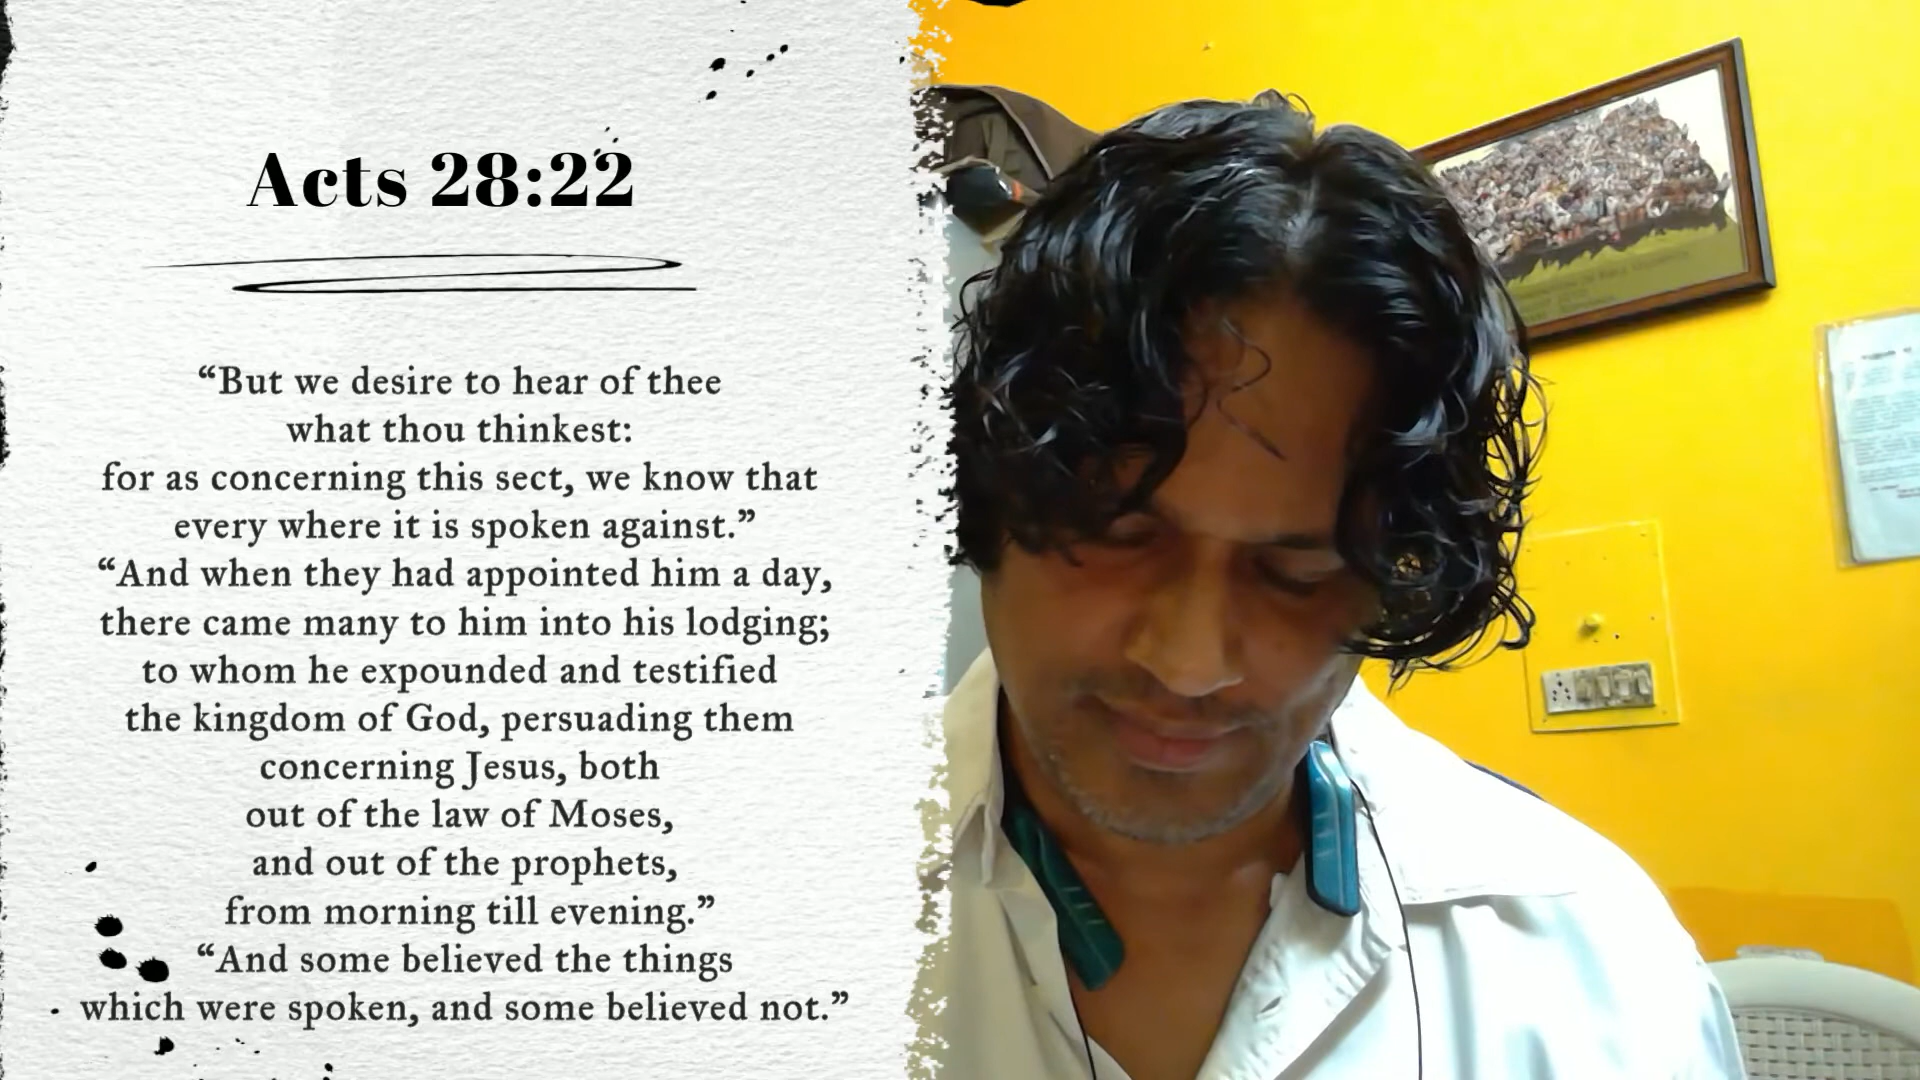 Acts 28:22
“But we desire to hear of thee
what thou thinkest:
for as concerning this sect, we know that
every where it is spoken against.”
“And when they had appointed him a day,
there came many to him into his lodging;
to whom he expounded and testified
the kingdom of God, persuading them
concerning Jesus, both
out of the law of Moses,
and out of the prophets,
from morning till evening.”
“And some believed the things
which were spoken, and some believed not.”